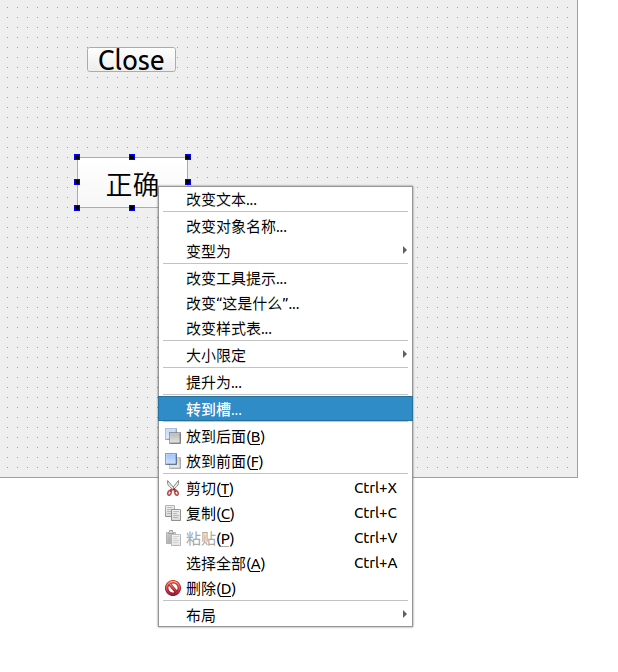 Close
正确
改变文本...
改变对象名称...
变型为
改变工具提示...
改变“这是什么”...
改变样式表...
大小限定
提升为...
转到槽...
放到后面(B)
放到前面(F)
剪切(T) Ctrl+X
复制(C) Ctrl+C
粘贴(P) Ctrl+V
选择全部(A) Ctrl+A
删除(D)
布局